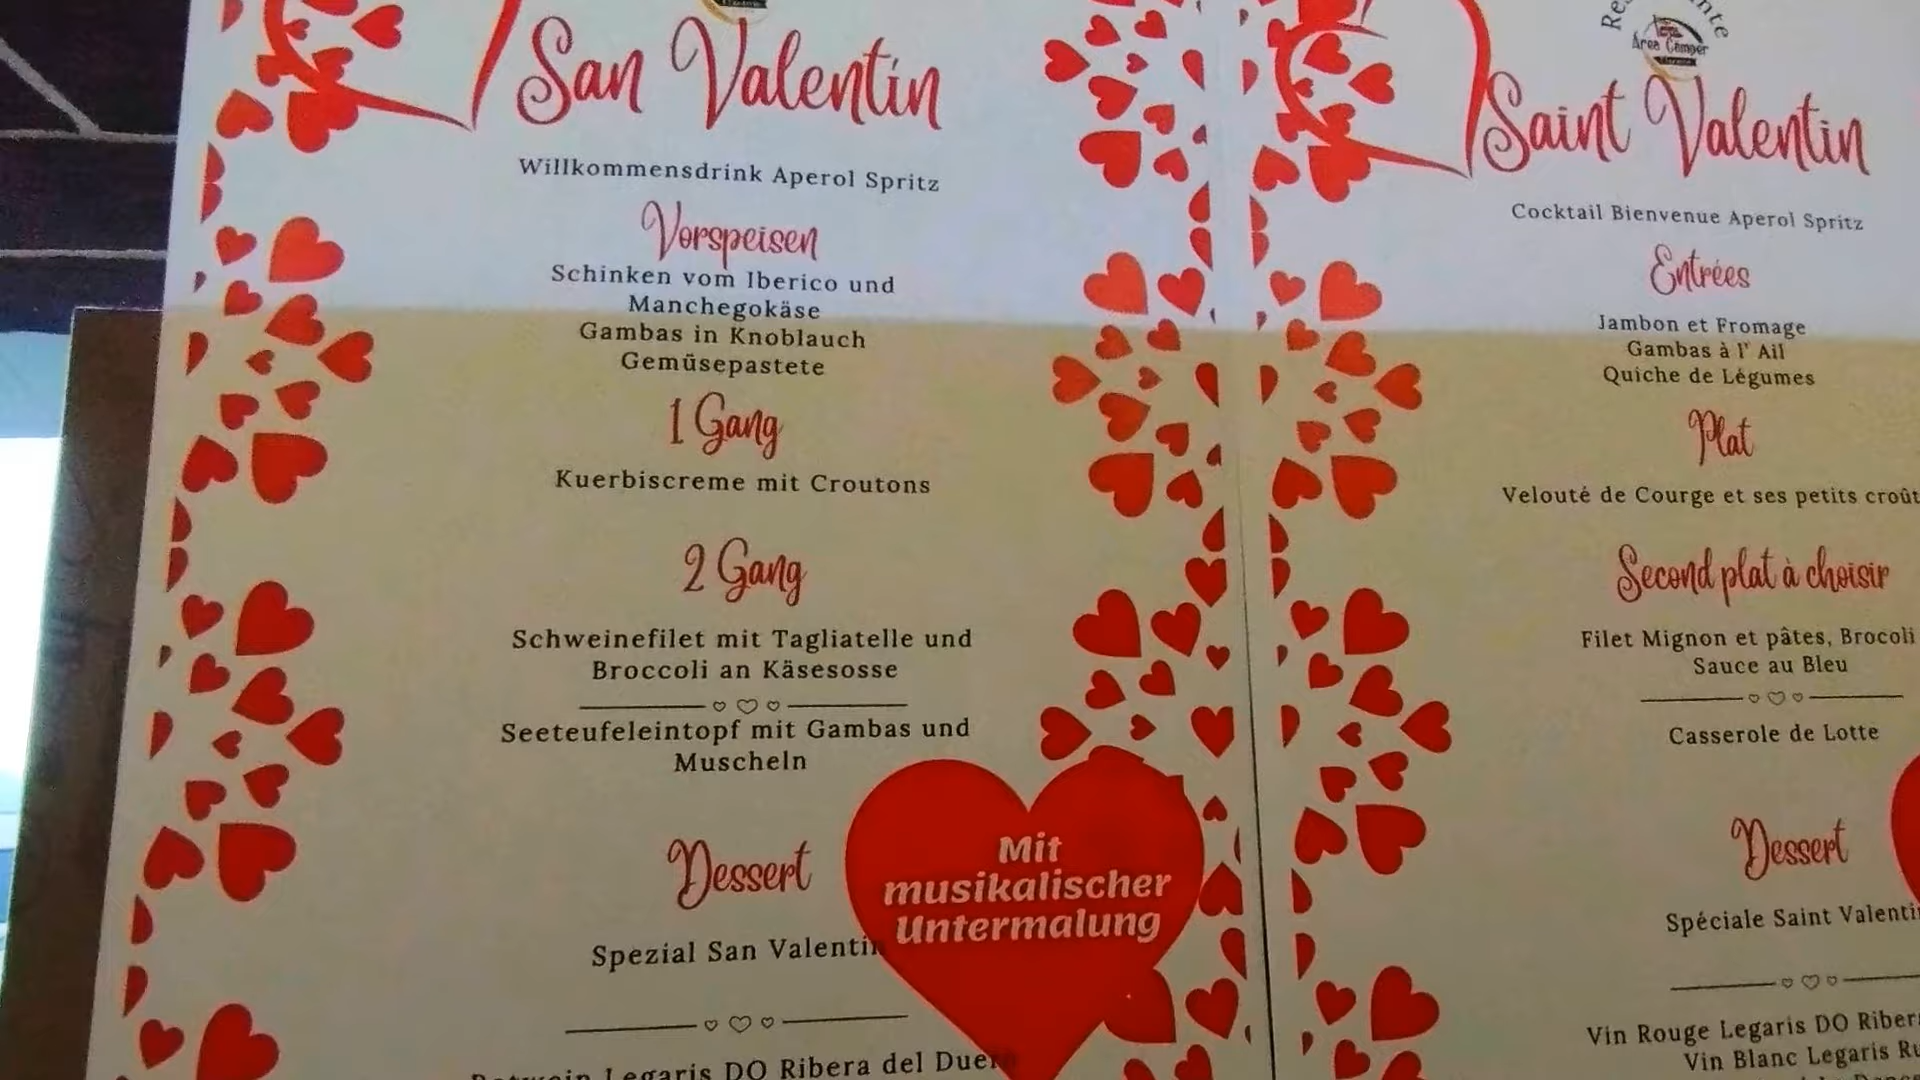 San Valentin
Willkommensdrink Aperol Spritz
Vorspeisen
Schinken vom Iberico und
Manchegokäse
Gambas in Knoblauch
Gemüsepastete
1 Gang
Kuerbiscreme mit Croutons
2 Gang
Schweinefilet mit Tagliatelle und
Broccoli an Käsesosse
Seeteufeleintopf mit Gambas und
Muscheln
Dessert
Spezial San Valentin
Mit
musikalischer
Untermalung
Legaris DO Ribera del Duero
Area Camper
Saint Valentin
Cocktail Bienvenue Aperol Spritz
Entrées
Jambon et Fromage
Gambas à l' Ail
Quiche de Légumes
Plat
Velouté de Courge et ses petits
Second plat à choisir
Filet Mignon et pâtes, Brocoli
Sauce au Bleu
Casserole de Lotte
Dessert
Spéciale Saint Valentin
Vin Rouge Legaris DO
Vin Blanc Legaris